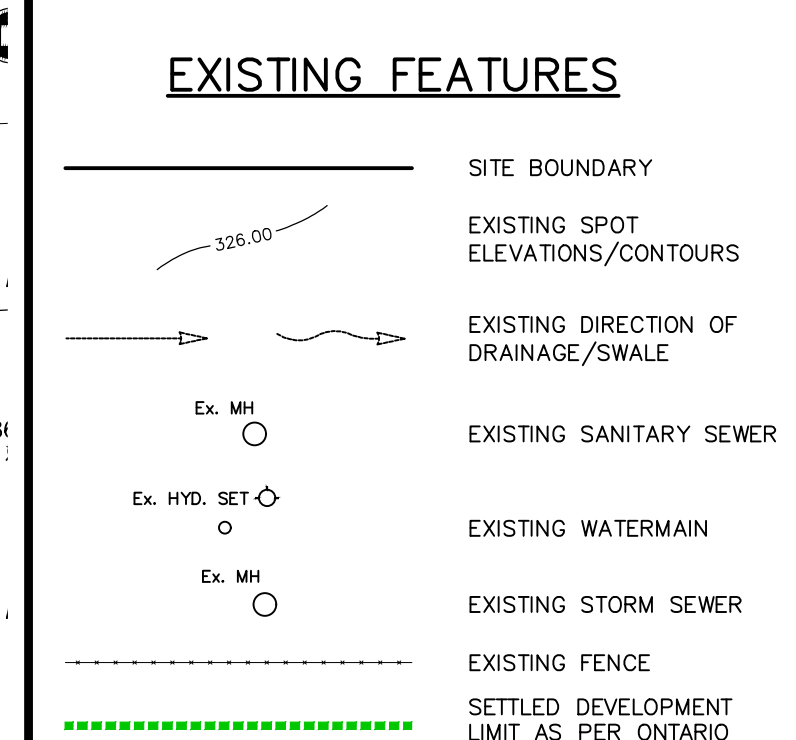 EXISTING FEATURES
SITE BOUNDARY
326.00
EXISTING SPOT
ELEVATIONS/CONTOURS
EXISTING DIRECTION OF
DRAINAGE/SWALE
Ex. MH
EXISTING SANITARY SEWER
Ex. HYD. SET
EXISTING WATERMAIN
Ex. MH
EXISTING STORM SEWER
EXISTING FENCE
SETTLED DEVELOPMENT
LIMIT AS PER ONTARIO